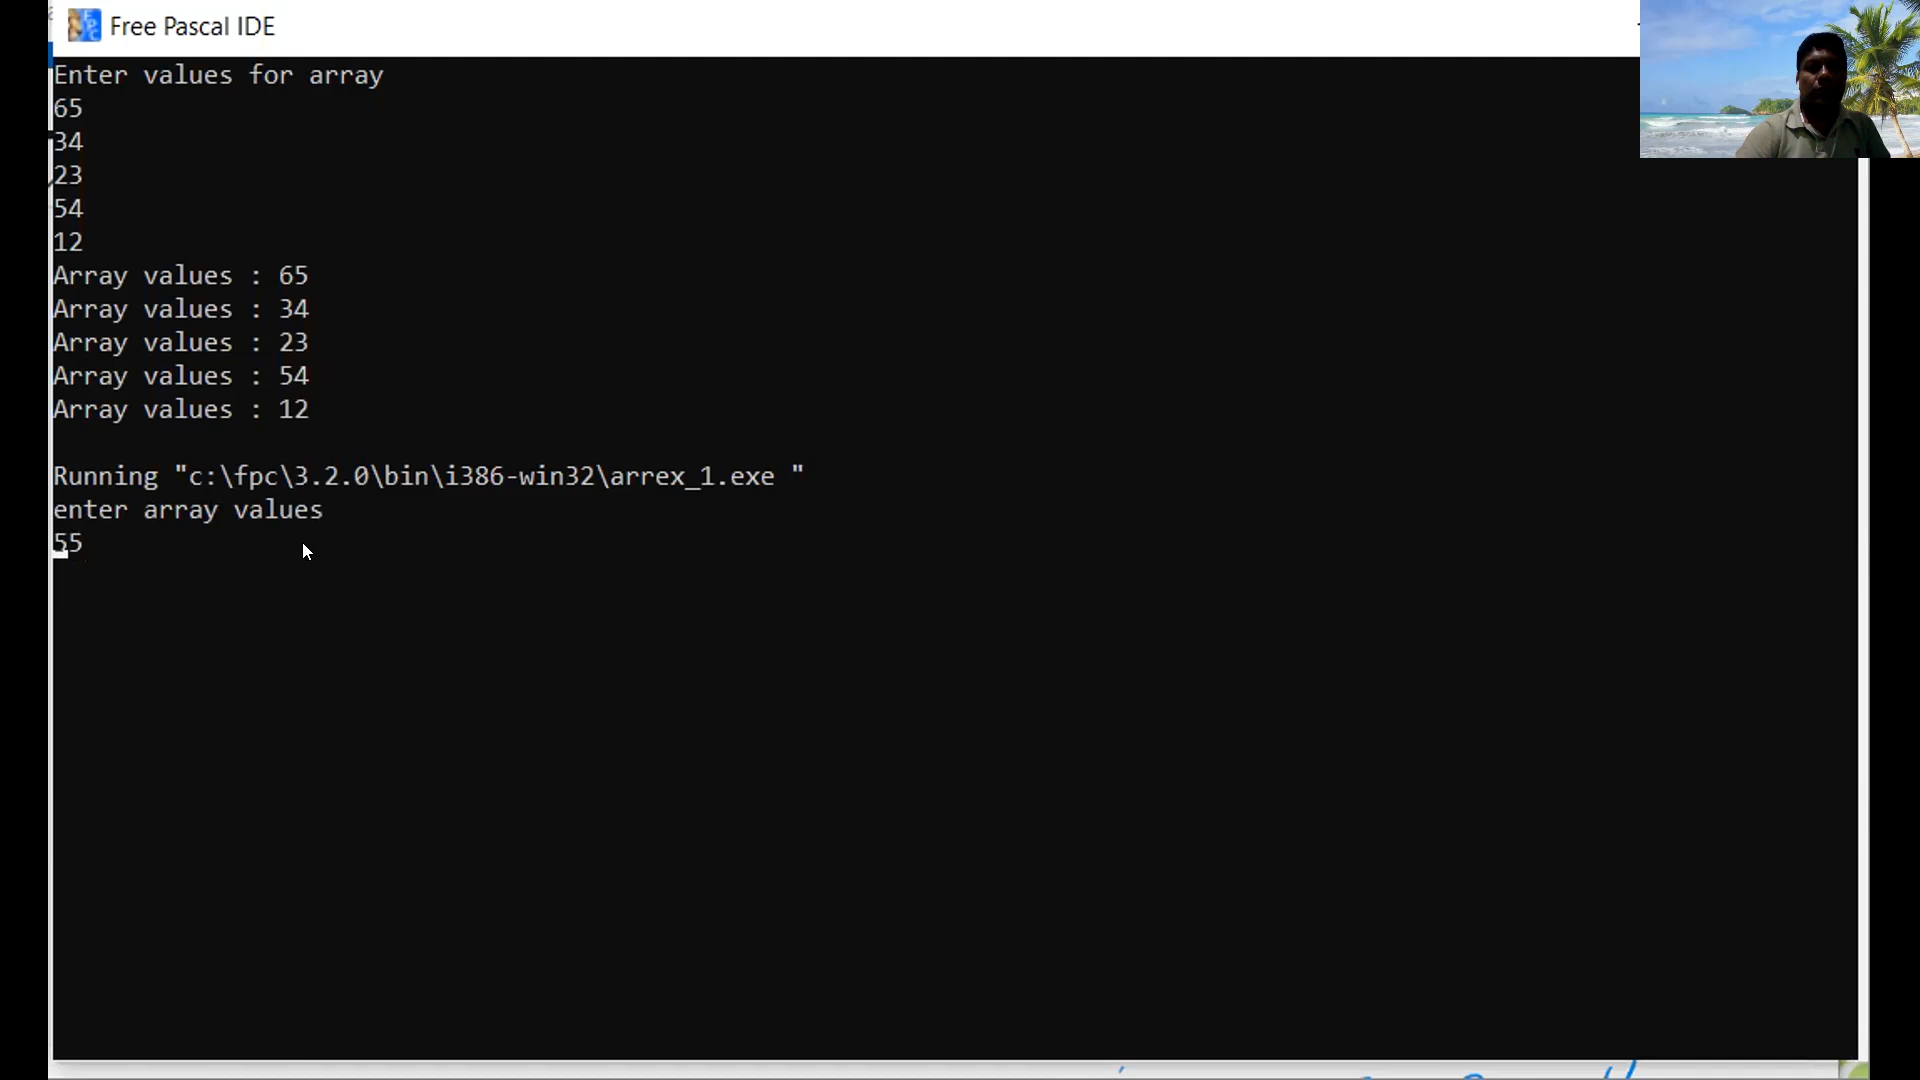 Free Pascal IDE
Enter values for array
65
34
23
54
12
Array values : 65
Array values : 34
Array values : 23
Array values : 54
Array values : 12
Running "c:\fpc\3.2.0\bin\i386-win32\arrex_1.exe "
enter array values
55